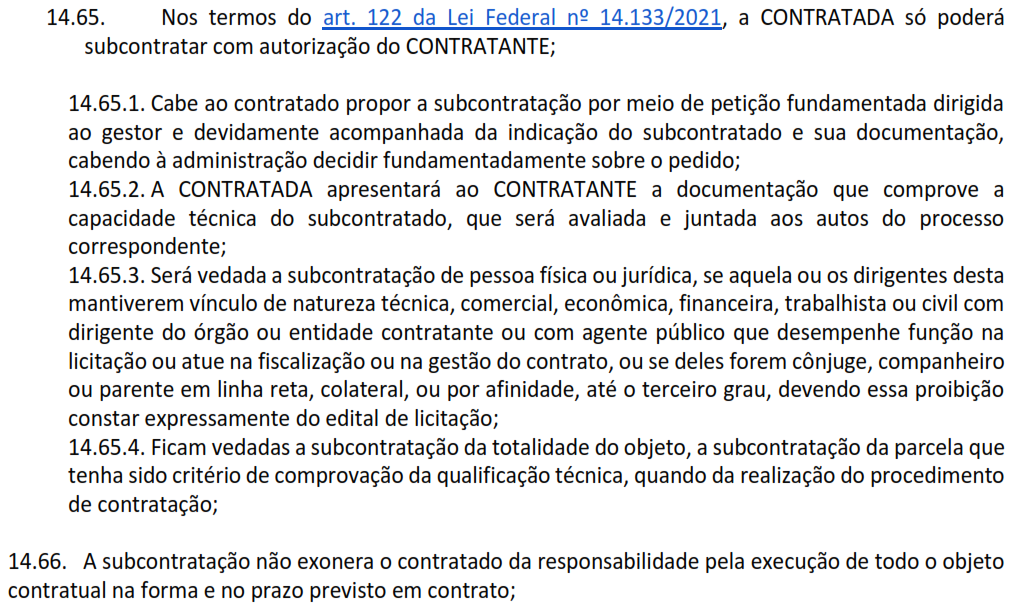 14.65. Nos termos do art. 122 da Lei Federal nº 14.133/2021, a CONTRATADA só poderá
subcontratar com autorização do CONTRATANTE;
14.65.1. Cabe ao contratado propor a subcontratação por meio de petição fundamentada dirigida
ao gestor e devidamente acompanhada da indicação do subcontratado e sua documentação,
cabendo à administração decidir fundamentadamente sobre o pedido;
14.65.2. A CONTRATADA apresentará ao CONTRATANTE a documentação que comprove a
capacidade técnica do subcontratado, que será avaliada e juntada aos autos do processo
correspondente;
14.65.3. Será vedada a subcontratação de pessoa física ou jurídica, se aquela ou os dirigentes desta
mantiverem vínculo de natureza técnica, comercial, econômica, financeira, trabalhista ou civil com
dirigente do órgão ou entidade contratante ou com agente público que desempenhe função na
licitação ou atue na fiscalização ou na gestão do contrato, ou se deles forem cônjuge, companheiro
ou parente em linha reta, colateral, ou por afinidade, até o terceiro grau, devendo essa proibição
constar expressamente do edital de licitação;
14.65.4. Ficam vedadas a subcontratação da totalidade do objeto, a subcontratação da parcela que
tenha sido critério de comprovação da qualificação técnica, quando da realização do procedimento
de contratação;
14.66. A subcontratação não exonera o contratado da responsabilidade pela execução de todo o objeto
contratual na forma e no prazo previsto em contrato;